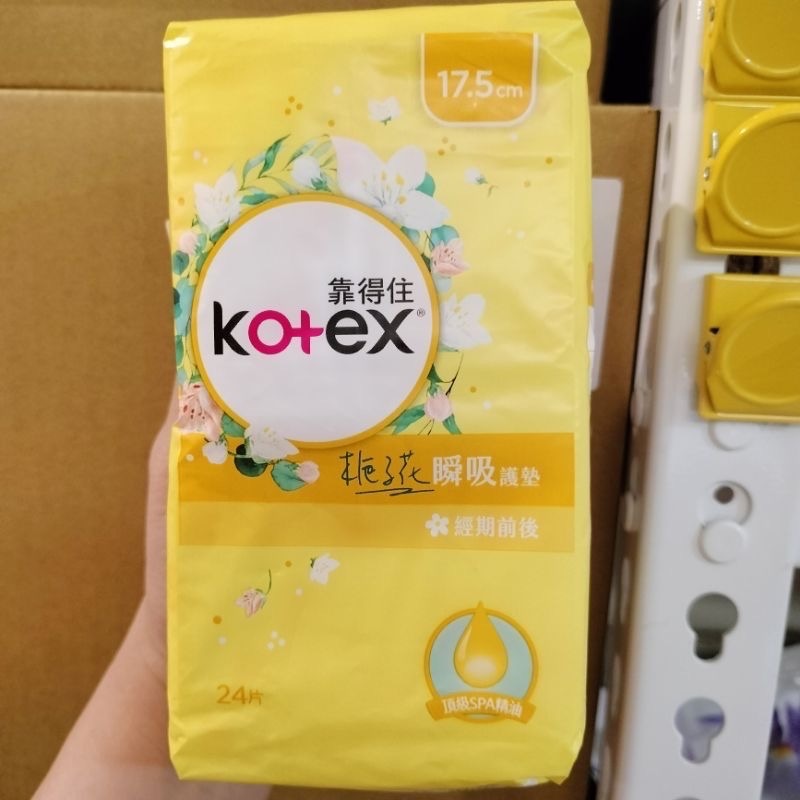 17.5cm
靠得住
Kotex®
梔子花瞬吸護墊
經期前後
24片
頂級SPA精油